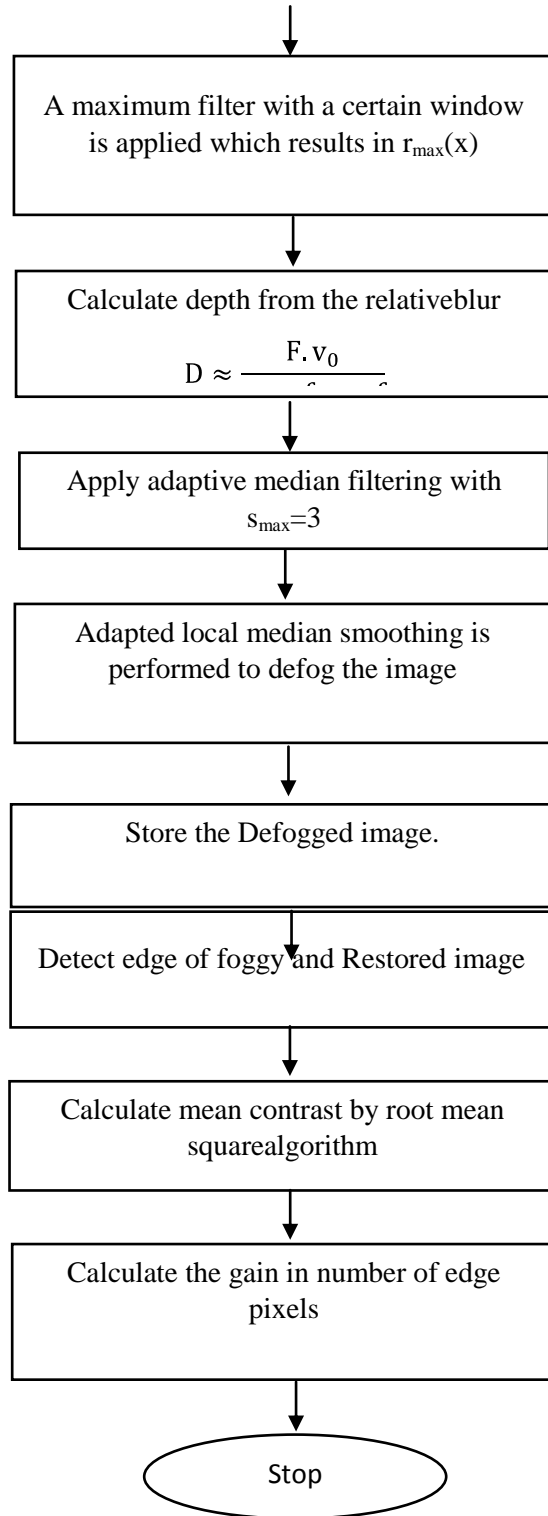 A maximum filter with a certain window
is applied which results in rmax(x)
Calculate depth from the relativeblur
D ≈ F. v0
Apply adaptive median filtering with
smax=3
Adapted local median smoothing is
performed to defog the image
Store the Defogged image.
Detect edge of foggy and Restored image
Calculate mean contrast by root mean
squarealgorithm
Calculate the gain in number of edge
pixels
Stop